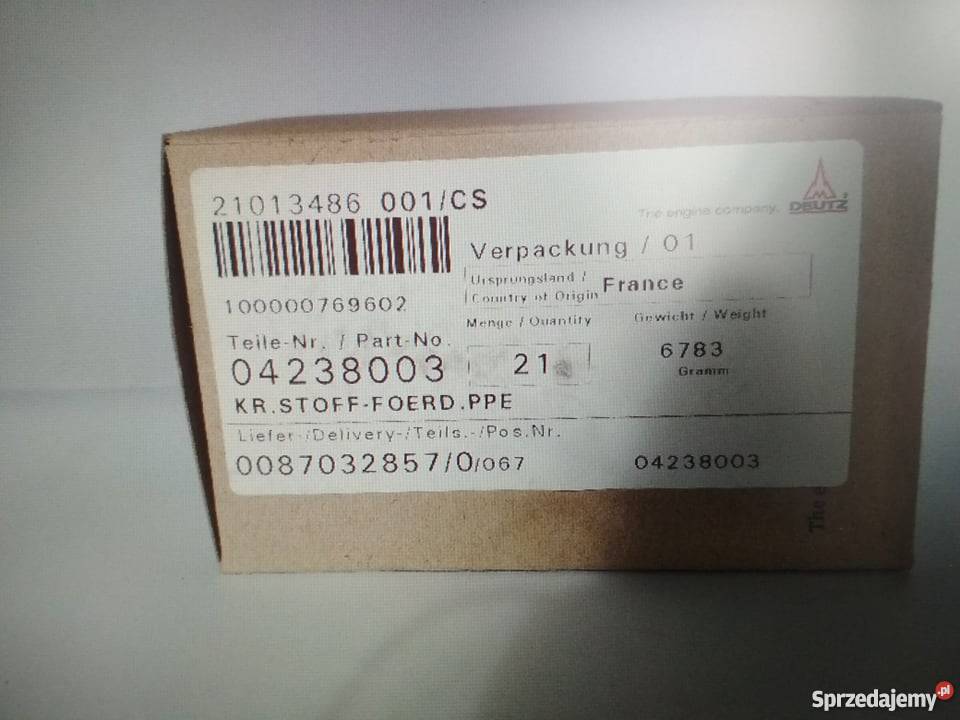 21013486 001/CS
The engine company. DEUTZ
Verpackung / 01
Ursprungsland /
Country of Origin France
100000769602
Menge / Quantity
Gewicht / Weight
Teile-Nr. / Part-No.
04238003
21
6783
Gramm
KR.STOFF-FOERD.PPE
Liefer-/Delivery-/Teils.-/Pos.Nr.
0087032857/0/067
04238003
The e
Sprzedajemy.pl